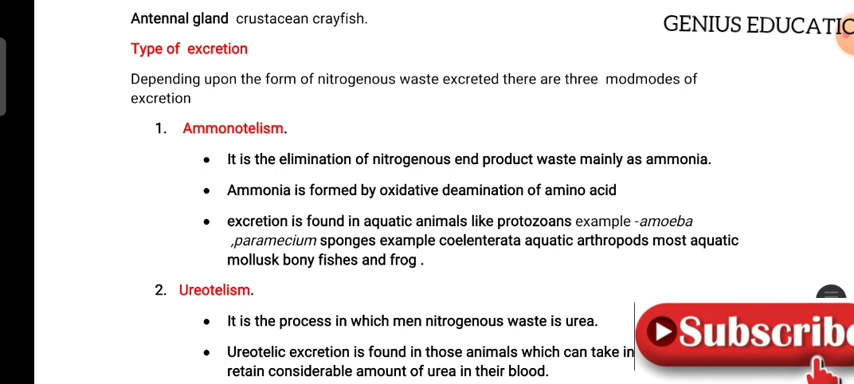 Antennal gland crustacean crayfish.
GENIUS EDUCATIC
Type of excretion
Depending upon the form of nitrogenous waste excreted there are three modmodes of
excretion
1. Ammonotelism.
• It is the elimination of nitrogenous end product waste mainly as ammonia.
• Ammonia is formed by oxidative deamination of amino acid
• excretion is found in aquatic animals like protozoans example -amoeba
,paramecium sponges example coelenterata aquatic arthropods most aquatic
mollusk bony fishes and frog .
2. Ureotelism.
• It is the process in which men nitrogenous waste is urea.
• Ureotelic excretion is found in those animals which can take in
retain considerable amount of urea in their blood.
Subscribe